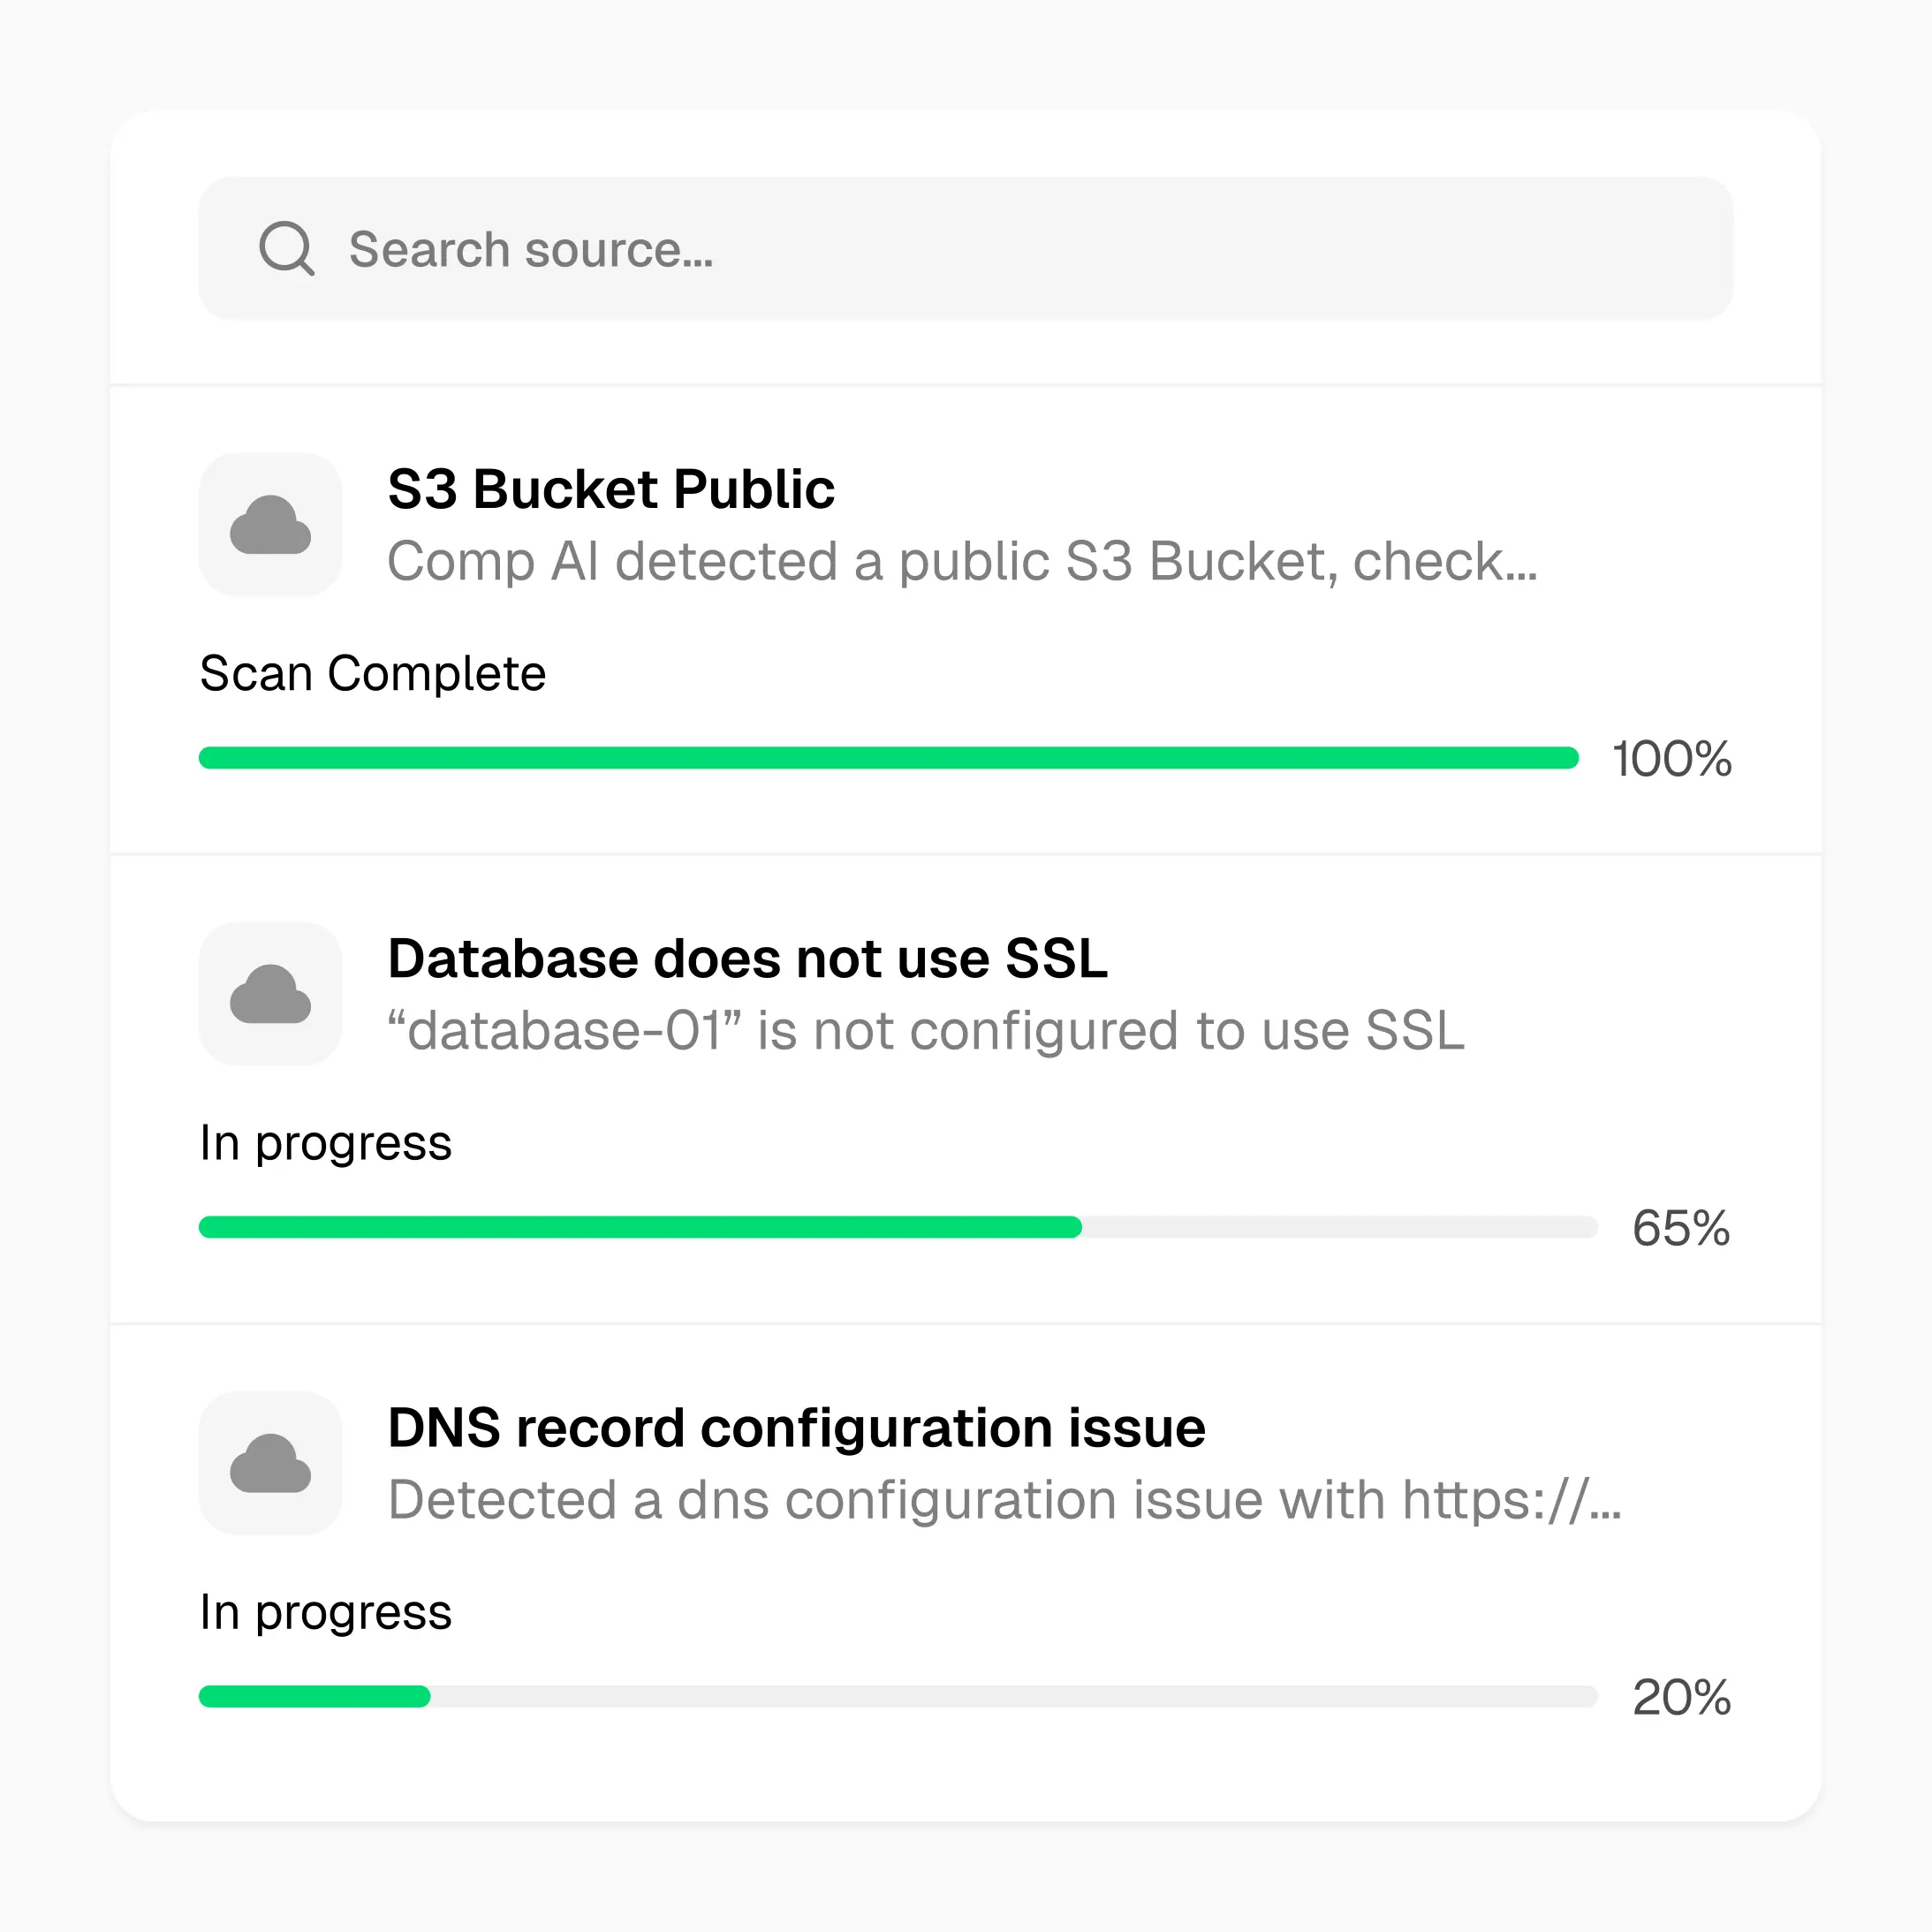 Search source...
S3 Bucket Public
Comp AI detected a public S3 Bucket, check...
Scan Complete
100%
Database does not use SSL
“database-01” is not configured to use SSL
In progress
65%
DNS record configuration issue
Detected a dns configuration issue with https://...
In progress
20%